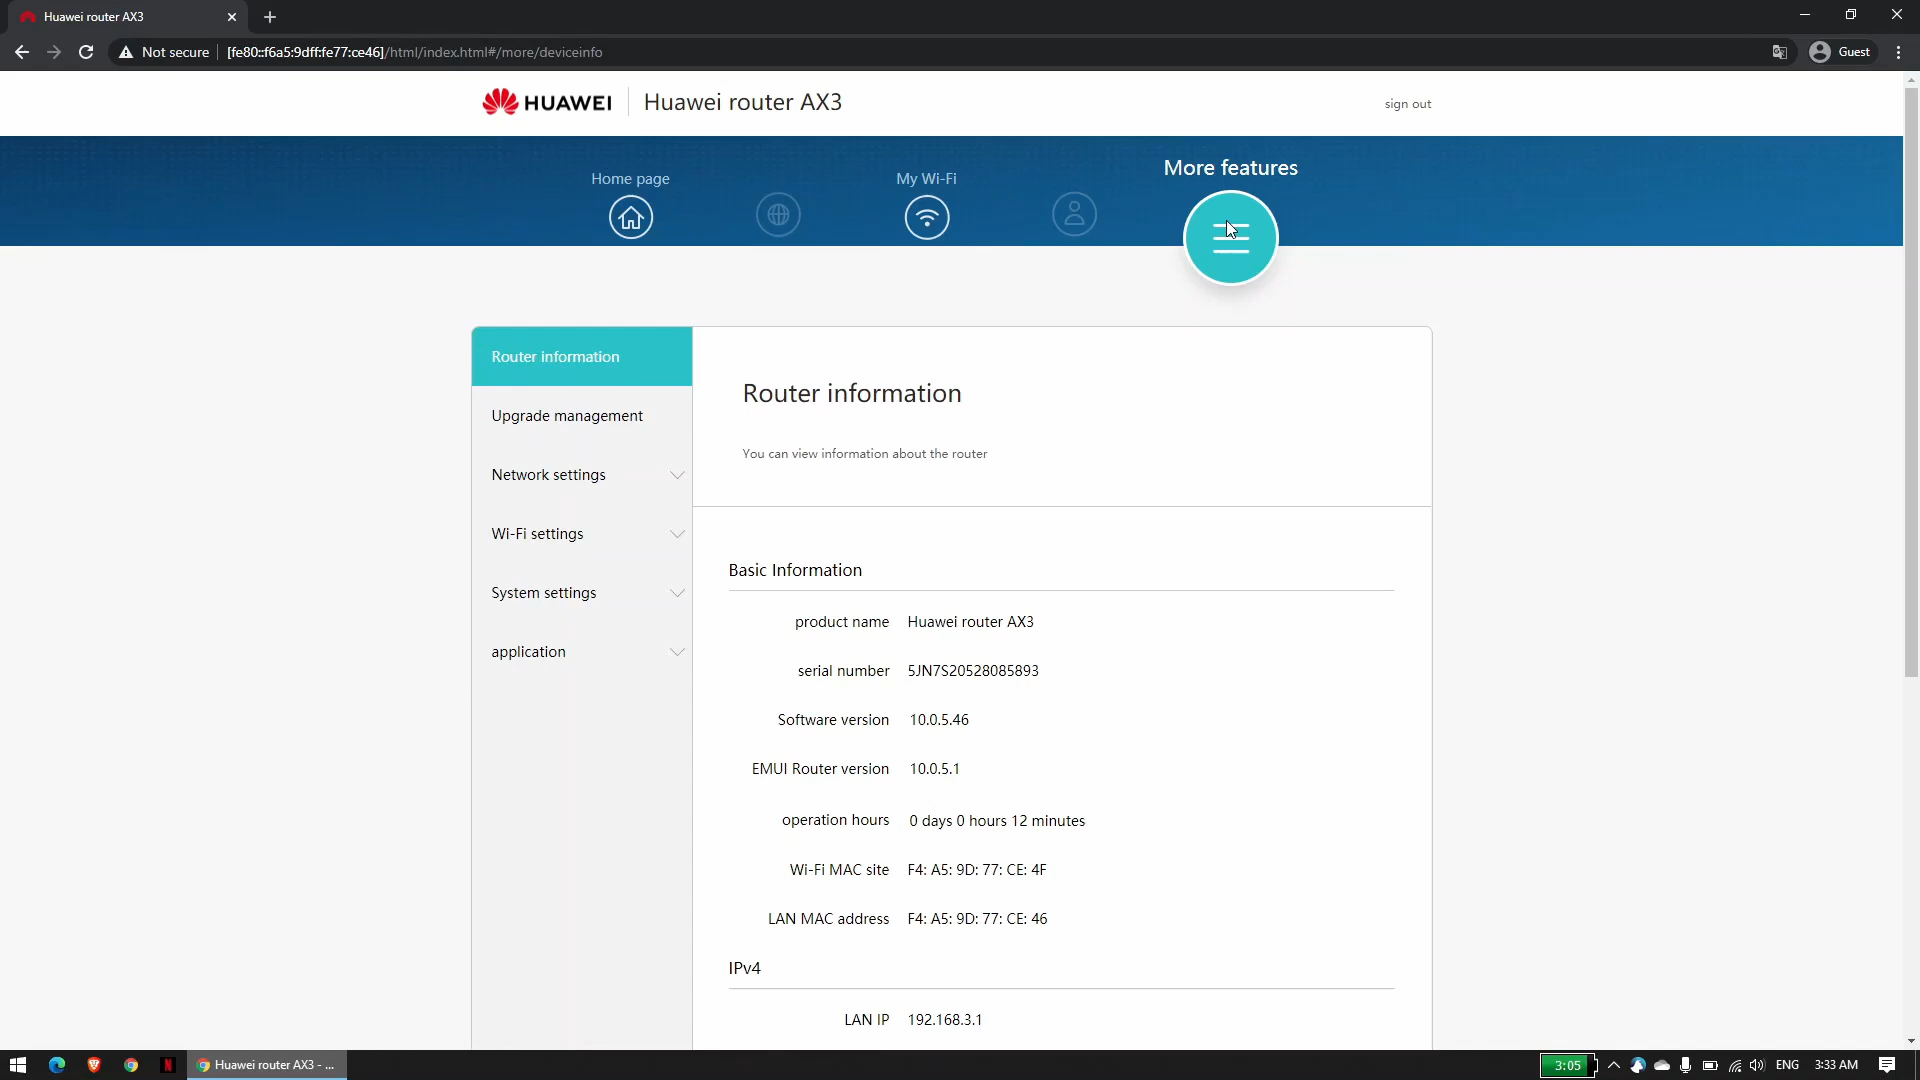 Huawei router AX3
Not secure
[fe80::f6a5:9dff:fe77:ce46]/html/index.html#/more/deviceinfo
Guest
HUAWEI
Huawei router AX3
sign out
Home page
My Wi-Fi
More features
Router information
Upgrade management
Network settings
Wi-Fi settings
System settings
application
Router information
You can view information about the router
Basic Information
product name Huawei router AX3
serial number 5JN7S20528085893
Software version 10.0.5.46
EMUI Router version 10.0.5.1
operation hours 0 days 0 hours 12 minutes
Wi-Fi MAC site F4: A5: 9D: 77: CE: 4F
LAN MAC address F4: A5: 9D: 77: CE: 46
IPv4
LAN IP 192.168.3.1
Huawei router AX3 - ...
3:05
ENG
3:33 AM